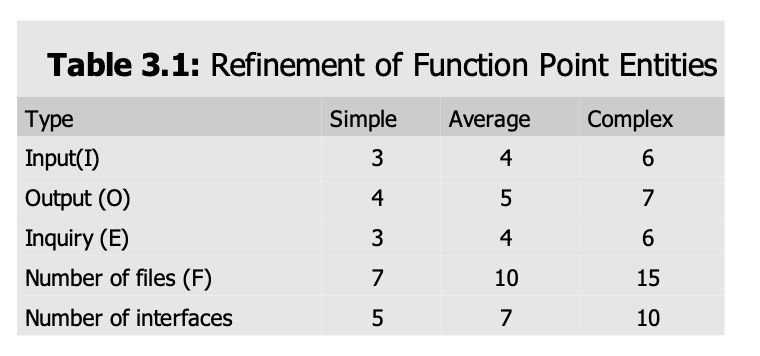 Table 3.1: Refinement of Function Point Entities
Type Simple Average Complex
Input(I) 3 4 6
Output (O) 4 5 7
Inquiry (E) 3 4 6
Number of files (F) 7 10 15
Number of interfaces 5 7 10